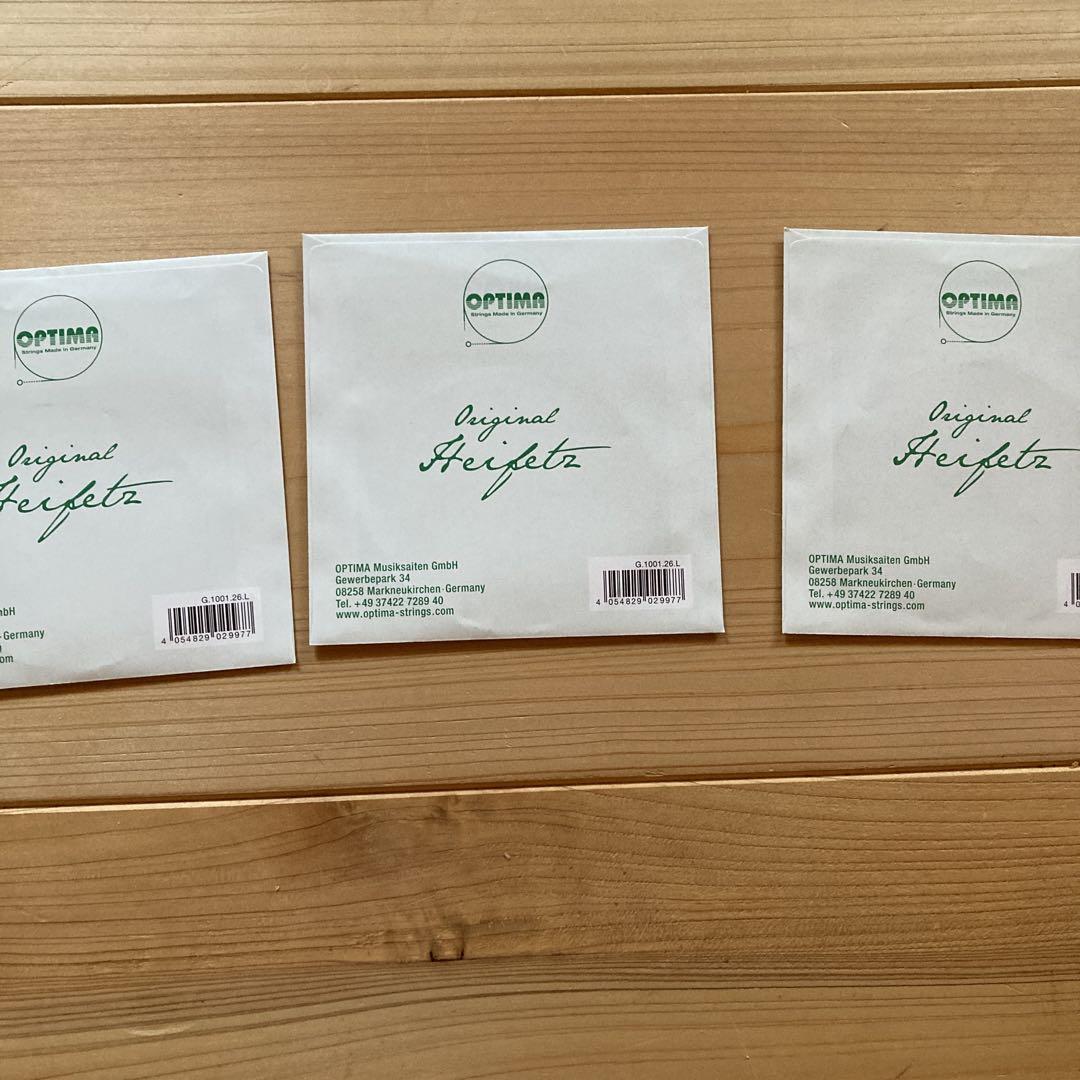 OPTIMA
Strings Made in Germany
Original
Heifetz
Germany
G.1001.26.L
4 054829 029977
OPTIMA
Strings Made in Germany
Original
Heifetz
OPTIMA Musiksaiten GmbH
Gewerbepark 34
08258 Markneukirchen·Germany
Tel. +49 37422 7289 40
www.optima-strings.com
G.1001.26.L
4 054829 029977
OPTIMA
Strings Made in Germany
Original
Heifetz
OPTIMA Musiksaiten GmbH
Gewerbepark 34
08258 Markneukirchen·Germany
Tel. +49 37422 7289 40
www.optima-strings.com
4